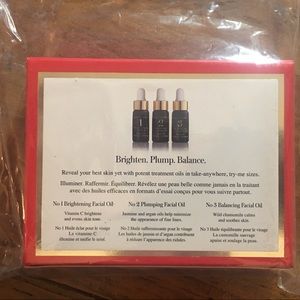 1 2 3
Brighten. Plump. Balance.
Reveal your best skin yet with potent treatment oils in take-anywhere, try-me sizes.
Illuminer. Raffermir. Équilibrer. Révélez une peau belle comme jamais en la traitant
avec des huiles efficaces en formats d'essai conçus pour vous suivre partout.
No 1 Brightening Facial Oil
Vitamin C brightens
and evens skin tone.
No 1 Huile éclat pour le visage
La vitamine C
illumine et unifie le teint.
No 2 Plumping Facial Oil
Jasmine and argan oils help minimize
the appearance of fine lines.
No 2 Huile raffermissante pour le visage
Les huiles de jasmin et d'argan contribuent
à réduire l'apparence des ridules.
No 3 Balancing Facial Oil
Wild chamomile calms
and soothes skin.
No 3 Huile équilibrante pour le visage
La camomille sauvage
apaise et soulage la peau.